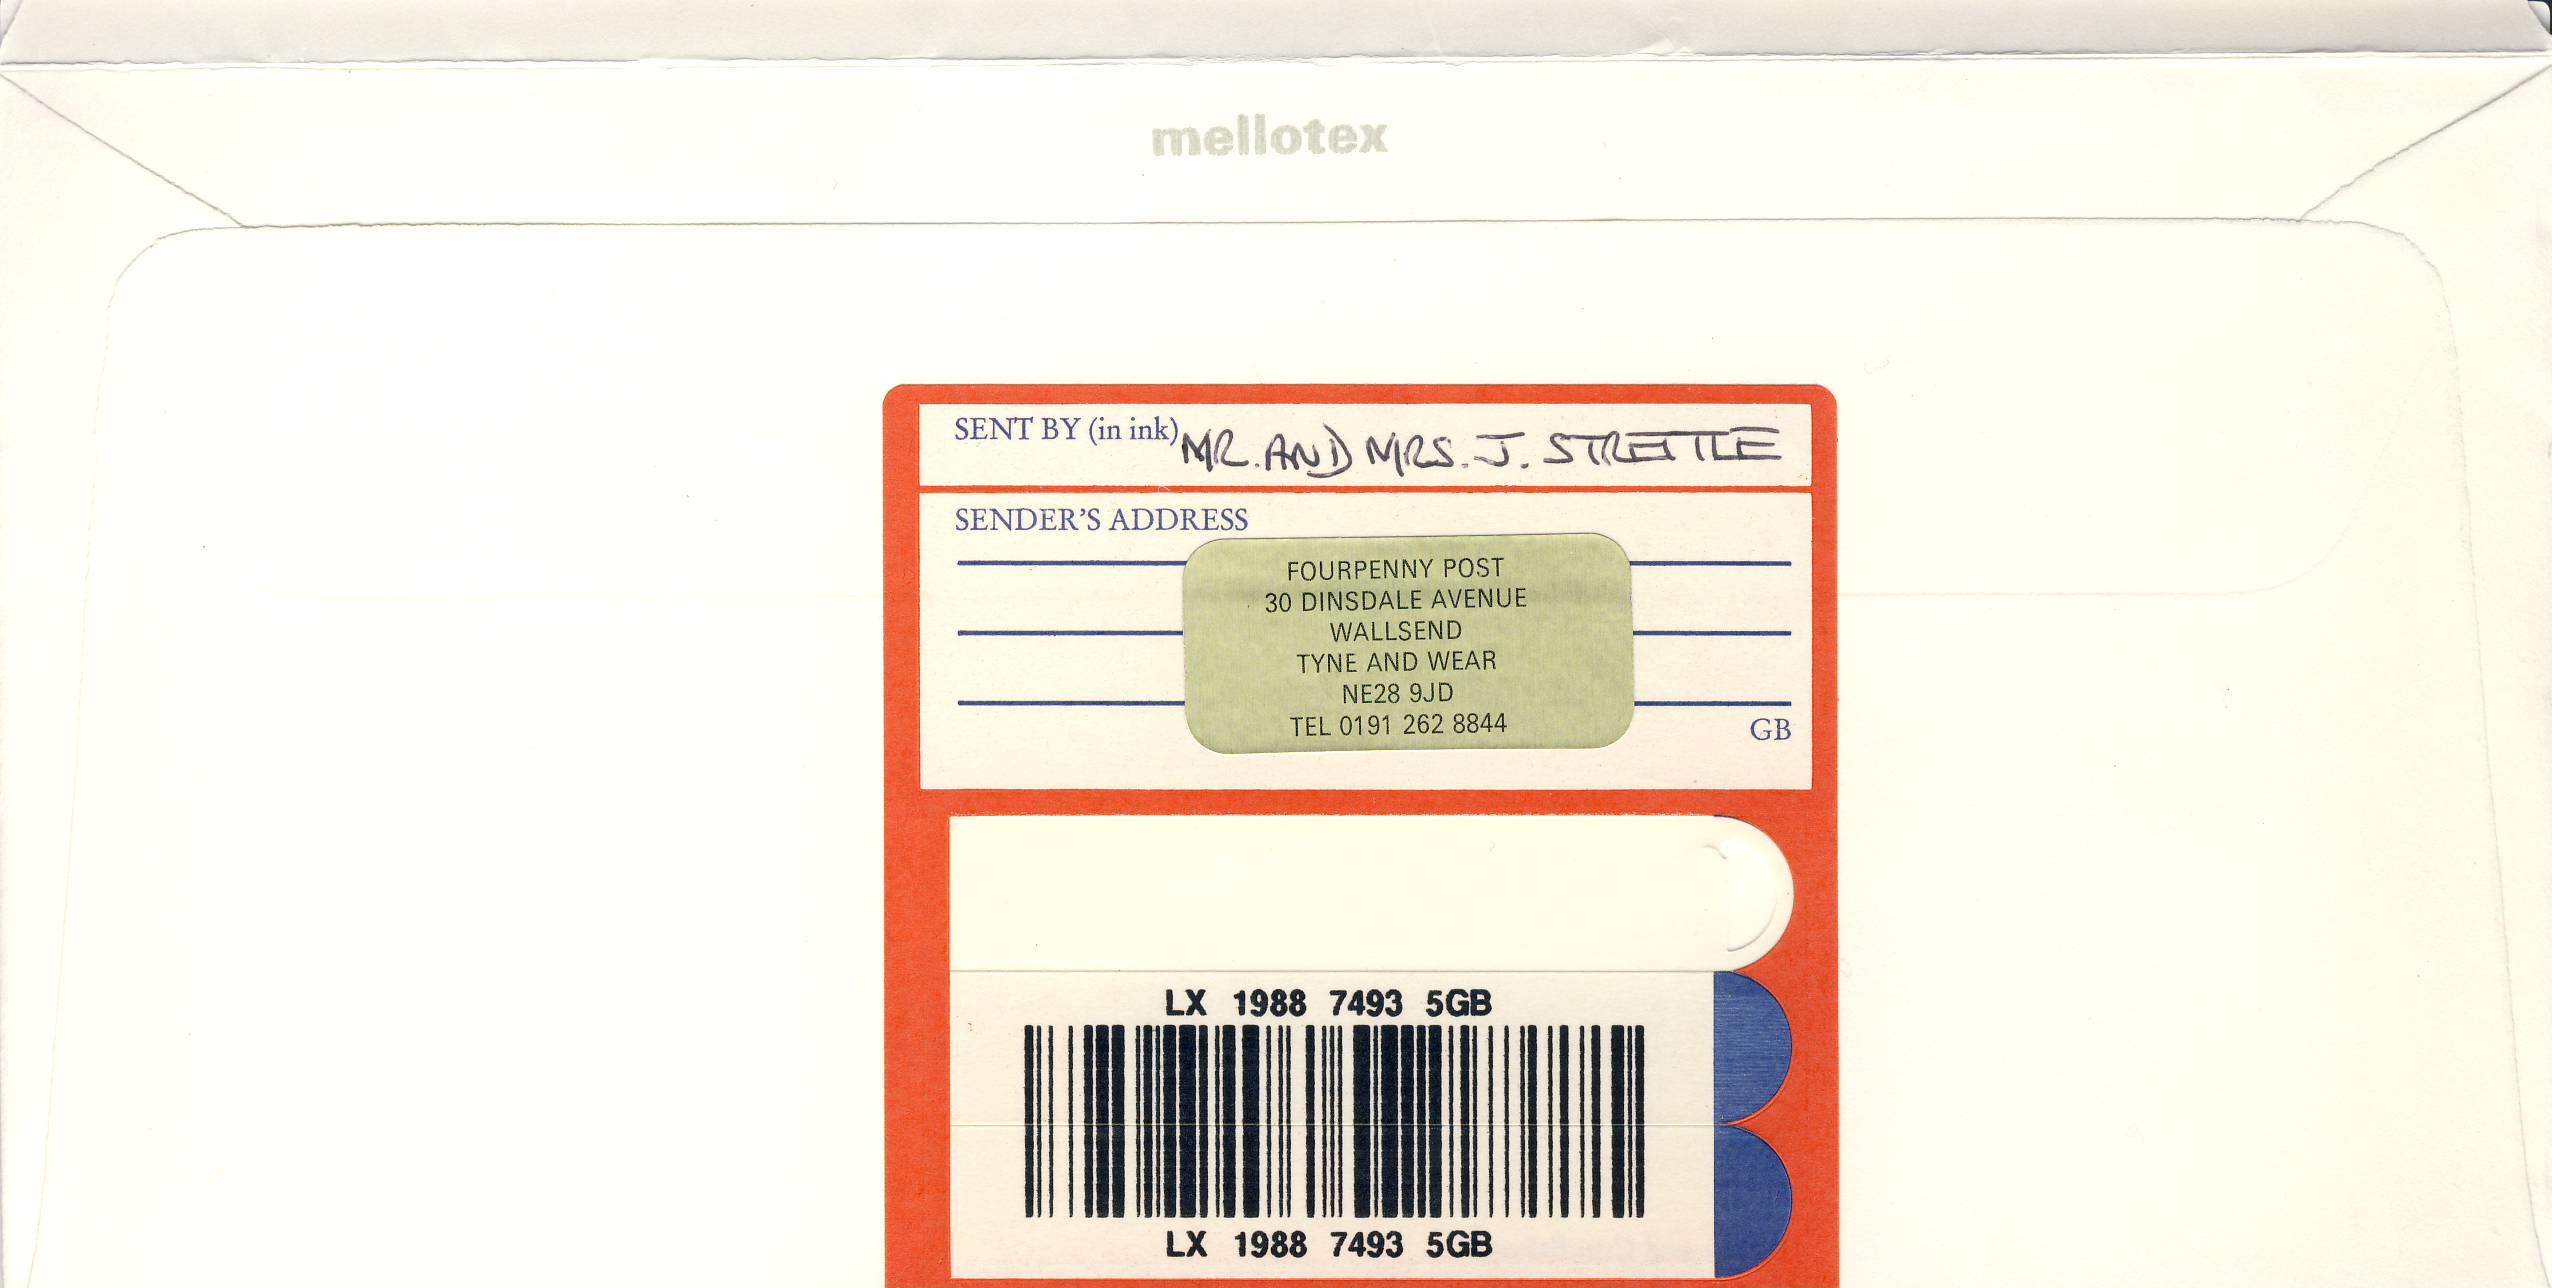 mellotex
SENT BY (in ink) MR. AND MRS. J. STRETTLE
SENDER'S ADDRESS
FOURPENNY POST
30 DINSDALE AVENUE
WALLSEND
TYNE AND WEAR
NE28 9JD
TEL 0191 262 8844
GB
LX 1988 7493 5GB
LX 1988 7493 5GB